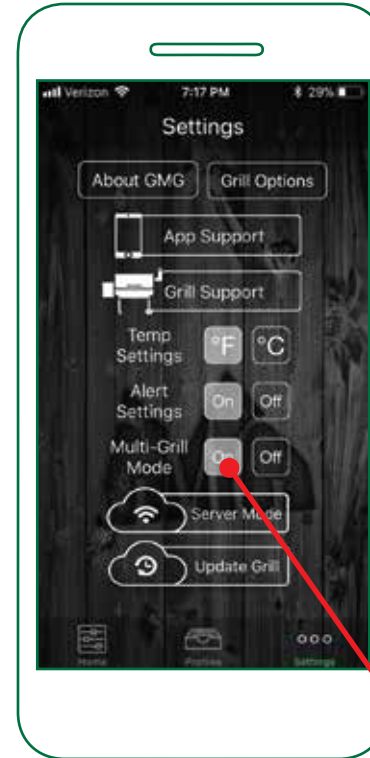 Verizon 7:17 PM 29%
Settings
About GMG Grill Options
App Support
Grill Support
Temp
Settings °F °C
Alert
Settings On Off
Multi-Grill
Mode On Off
Server Mode
Update Grill
Home Profiles Settings